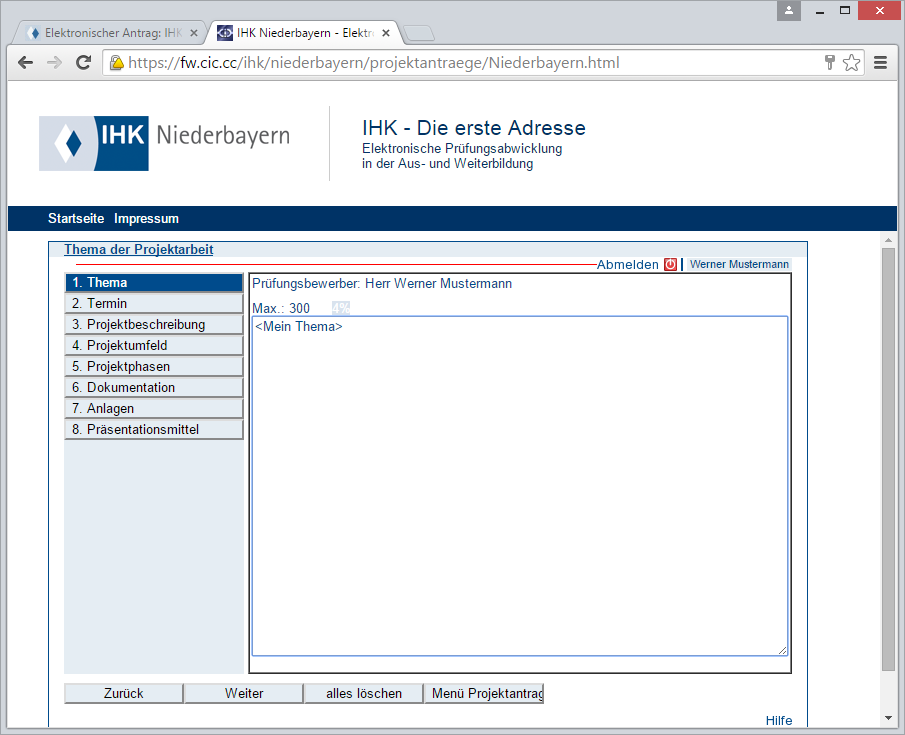 Elektronischer Antrag: IHK
IHK Niederbayern - Elektr
https://fw.cic.cc/ihk/niederbayern/projektantraege/Niederbayern.html
IHK Niederbayern
IHK - Die erste Adresse
Elektronische Prüfungsabwicklung
in der Aus- und Weiterbildung
Startseite Impressum
Thema der Projektarbeit
Abmelden Werner Mustermann
1. Thema
2. Termin
3. Projektbeschreibung
4. Projektumfeld
5. Projektphasen
6. Dokumentation
7. Anlagen
8. Präsentationsmittel
Prüfungsbewerber: Herr Werner Mustermann
Max.: 300 4%
<Mein Thema>
Zurück Weiter alles löschen Menü Projektantrag
Hilfe